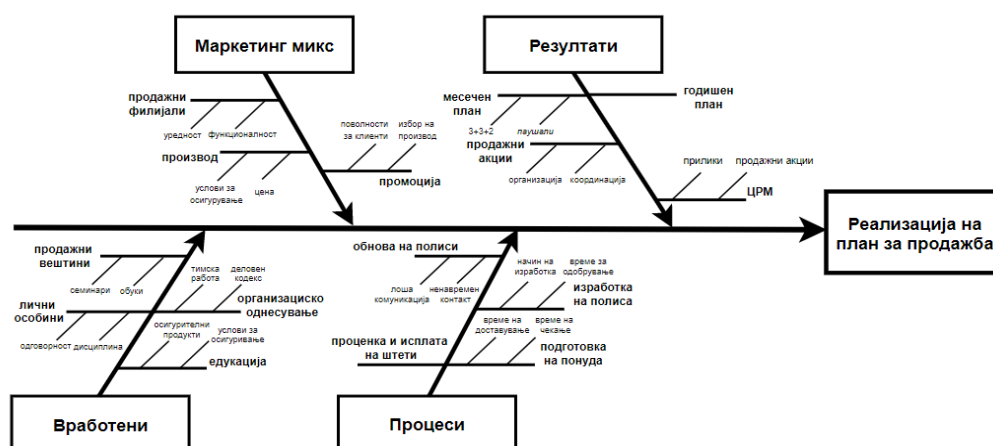 Маркетинг микс
Резултати
продажни
филијали
уредност
функционалност
производ
услови за
осигурување
цена
поволности
за клиенти
избор на
производ
промоција
месечен
план
3+3+2
паушали
годишен
план
продажни
акции
организација
координација
прилики
продажни акции
ЦРМ
Реализација на
план за продажба
продажни
вештини
семинари
обуки
тимска
работа
деловен
кодекс
лични
особини
одговорност
дисциплина
организациско
однесување
осигурителни
продукти
услови за
осигуривање
едукација
обнова на полиси
лоша
комуникација
ненавремен
контакт
начин на
изработка
време за
одобрување
изработка
на полиса
проценка и исплата
на штети
време на
доставување
време на
чекање
подготовка
на понуда
Вработени
Процеси